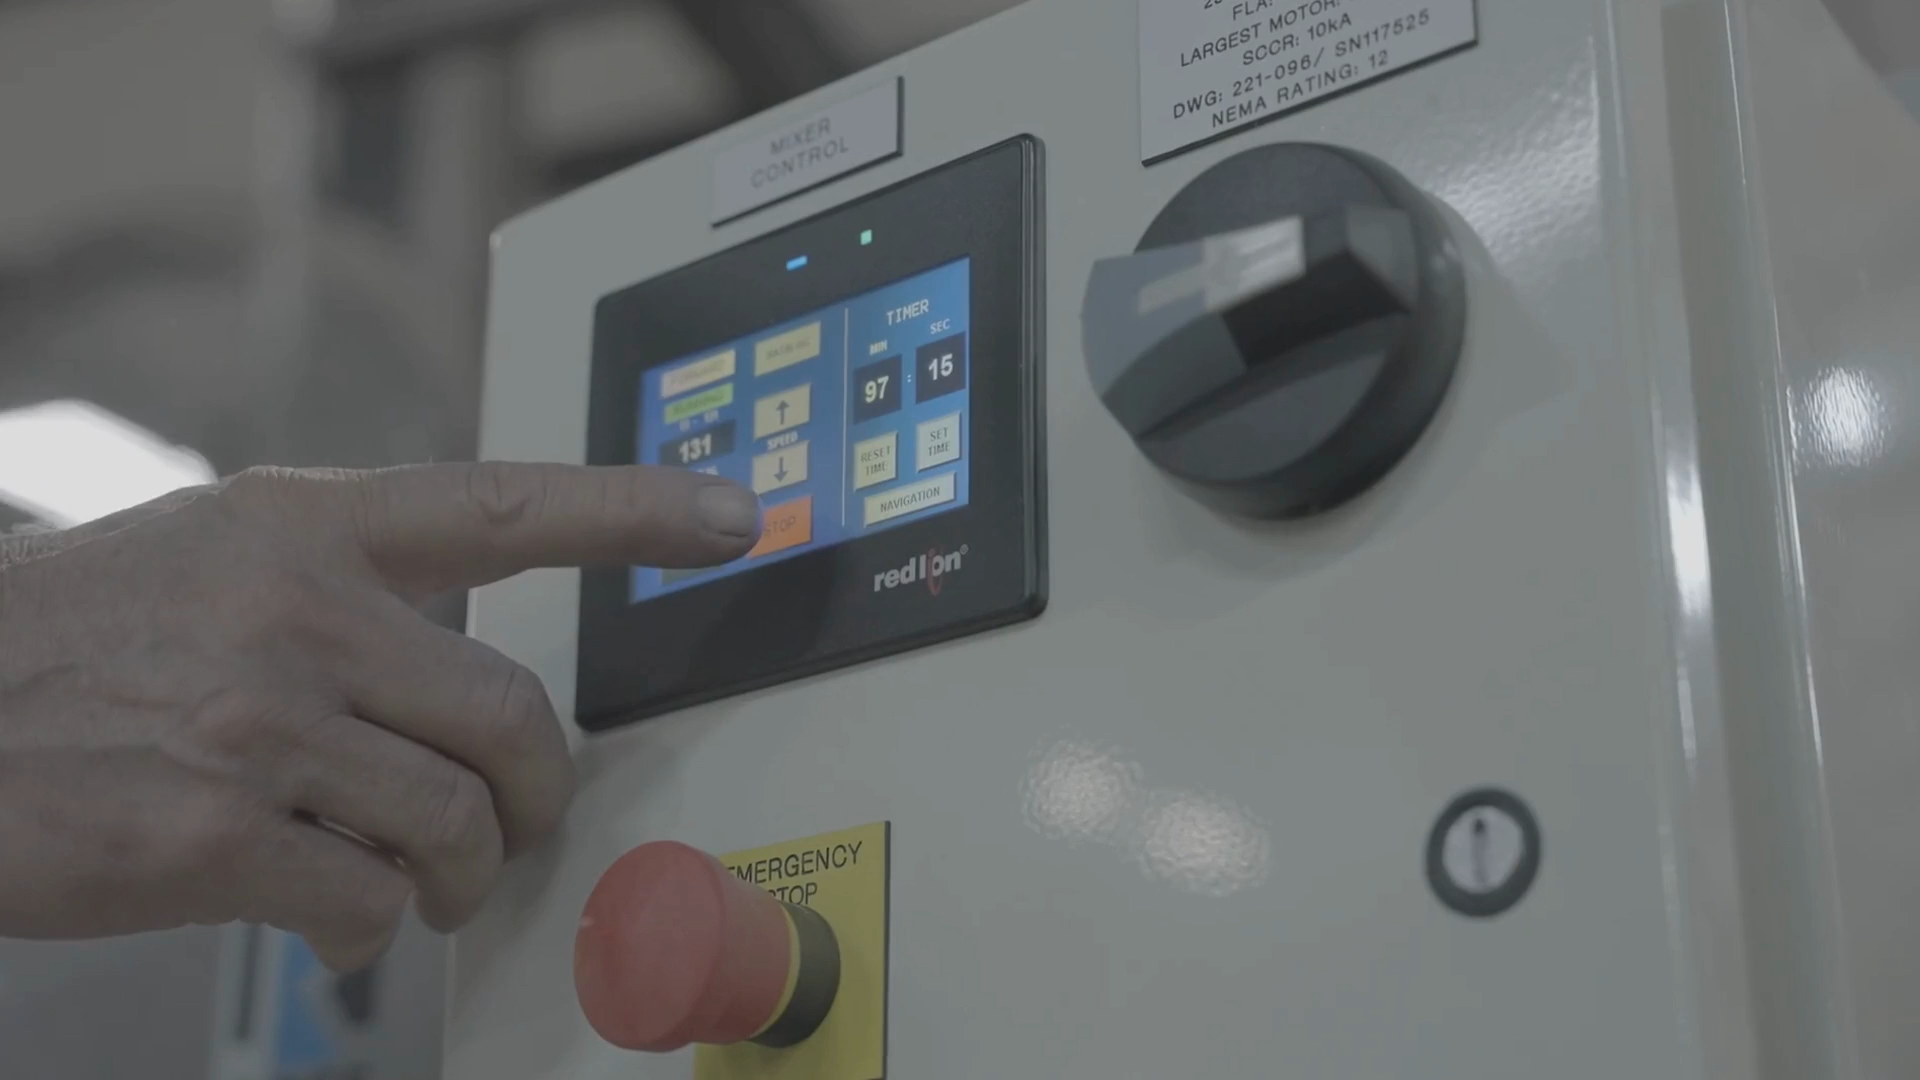 FLA:
LARGEST MOTOR:
SCCR: 10kA
DWG: 221-096/ SN117525
NEMA RATING: 12
MIXER
CONTROL
TIMER
MIN
SEC
97 : 15
131
SPEED
RESET
TIME
SET
TIME
STOP
NAVIGATION
red lion®
EMERGENCY
STOP